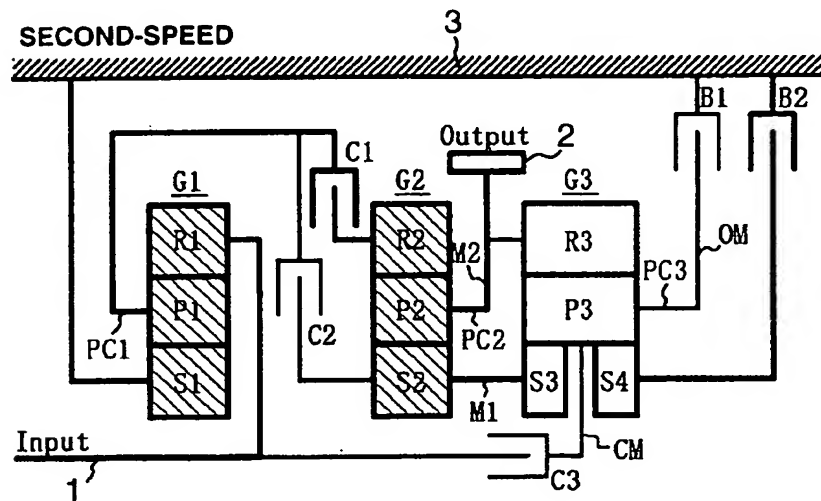 SECOND-SPEED
3
B1
B2
Output
2
C1
G1
G2
G3
R1
R2
M2
R3
OM
PC3
P1
P2
P3
PC1
C2
PC2
S1
S2
S3
S4
M1
Input
CM
C3
1